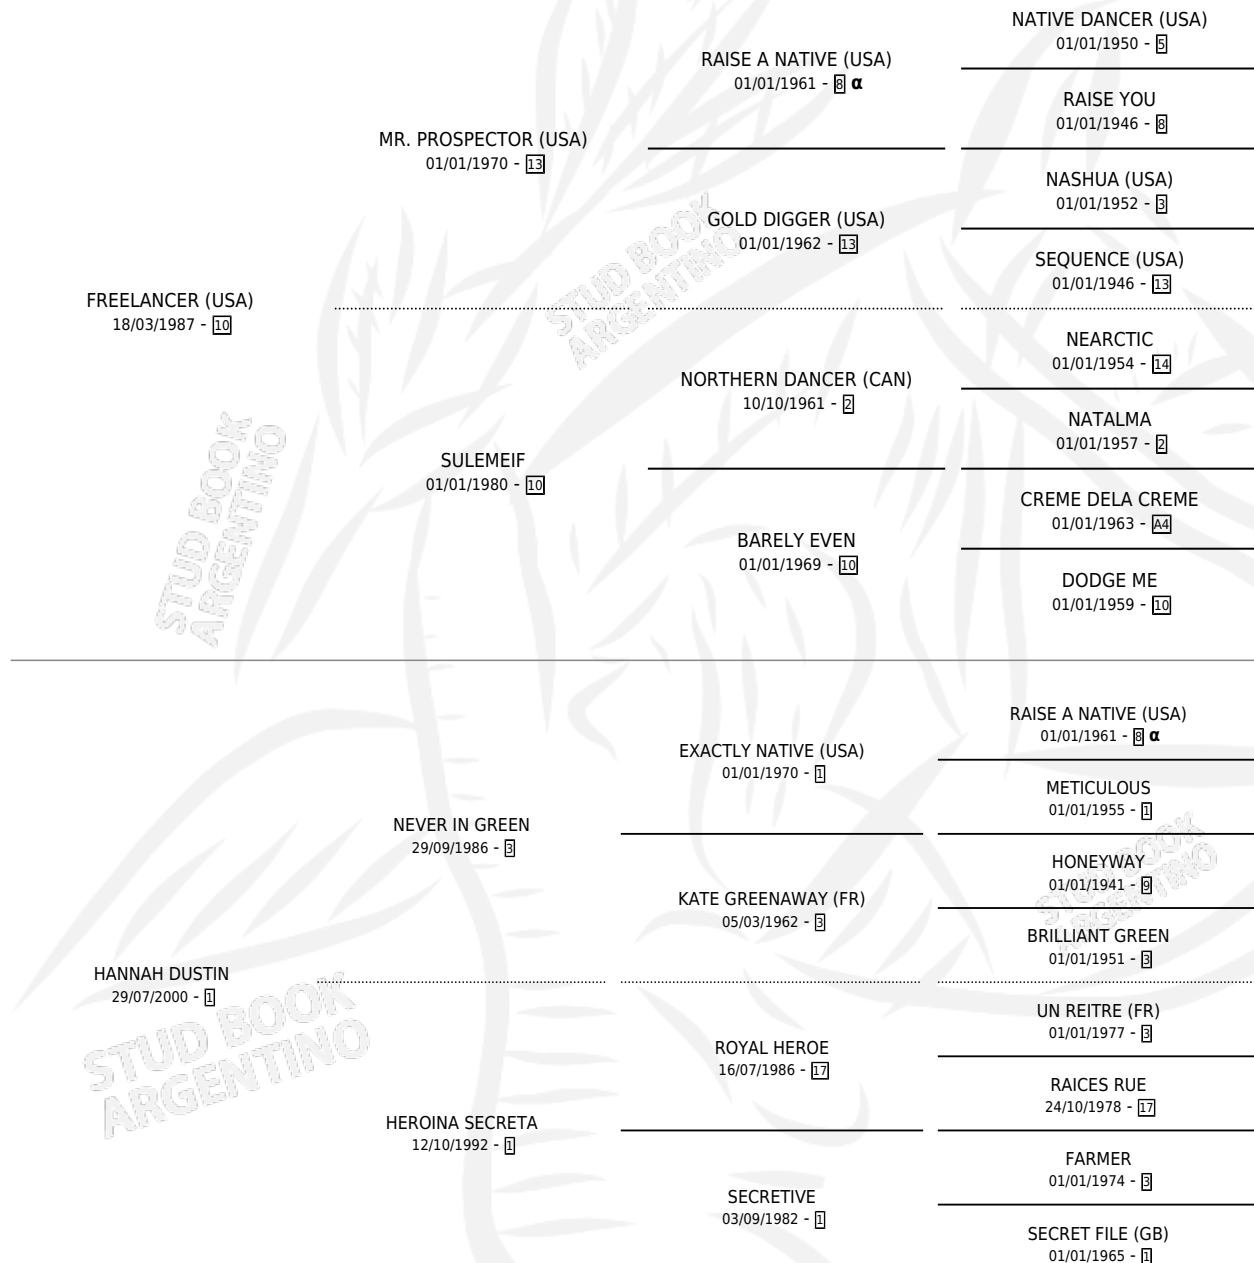 NATIVE DANCER (USA)
01/01/1950 - 5
RAISE A NATIVE (USA)
01/01/1961 - 8 α
RAISE YOU
01/01/1946 - 8
MR. PROSPECTOR (USA)
01/01/1970 - 13
NASHUA (USA)
01/01/1952 - 3
GOLD DIGGER (USA)
01/01/1962 - 13
SEQUENCE (USA)
01/01/1946 - 13
FREELANCER (USA)
18/03/1987 - 10
NEARCTIC
01/01/1954 - 14
NORTHERN DANCER (CAN)
10/10/1961 - 2
NATALMA
01/01/1957 - 2
SULEMEIF
01/01/1980 - 10
CREME DELA CREME
01/01/1963 - A4
BARELY EVEN
01/01/1969 - 10
DODGE ME
01/01/1959 - 10
RAISE A NATIVE (USA)
01/01/1961 - 8 α
EXACTLY NATIVE (USA)
01/01/1970 - 1
METICULOUS
01/01/1955 - 1
NEVER IN GREEN
29/09/1986 - 3
HONEYWAY
01/01/1941 - 9
KATE GREENAWAY (FR)
05/03/1962 - 3
BRILLIANT GREEN
01/01/1951 - 3
HANNAH DUSTIN
29/07/2000 - 1
UN REITRE (FR)
01/01/1977 - 3
ROYAL HEROE
16/07/1986 - 17
RAICES RUE
24/10/1978 - 17
HEROINA SECRETA
12/10/1992 - 1
FARMER
01/01/1974 - 3
SECRETIVE
03/09/1982 - 1
SECRET FILE (GB)
01/01/1965 - 1
STUD BOOK
ARGENTINO
STUD BOOK
ARGENTINO
STUD BOOK
ARGENTINO
STUD BOOK
ARGENTINO